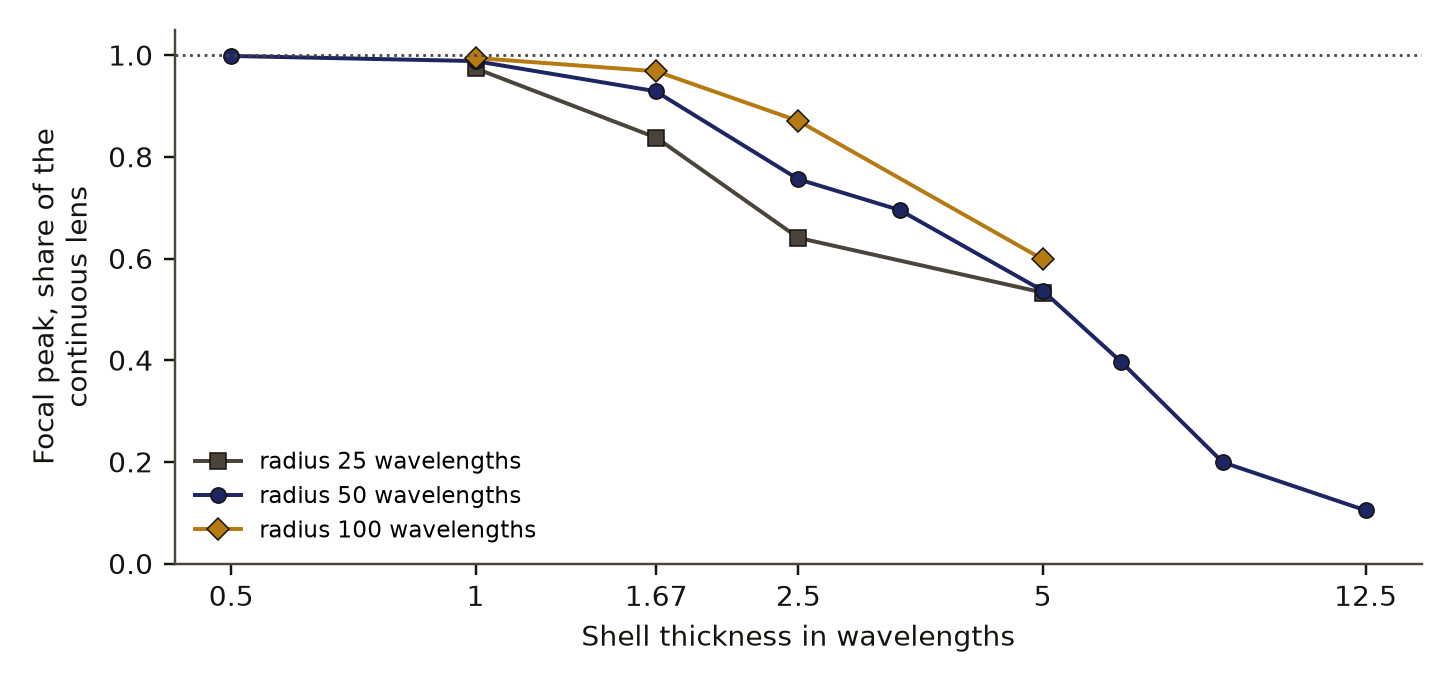 Focal peak, share of the
continuous lens
1.0
0.8
0.6
0.4
0.2
0.0
radius 25 wavelengths
radius 50 wavelengths
radius 100 wavelengths
0.5 1 1.67 2.5 5 12.5
Shell thickness in wavelengths